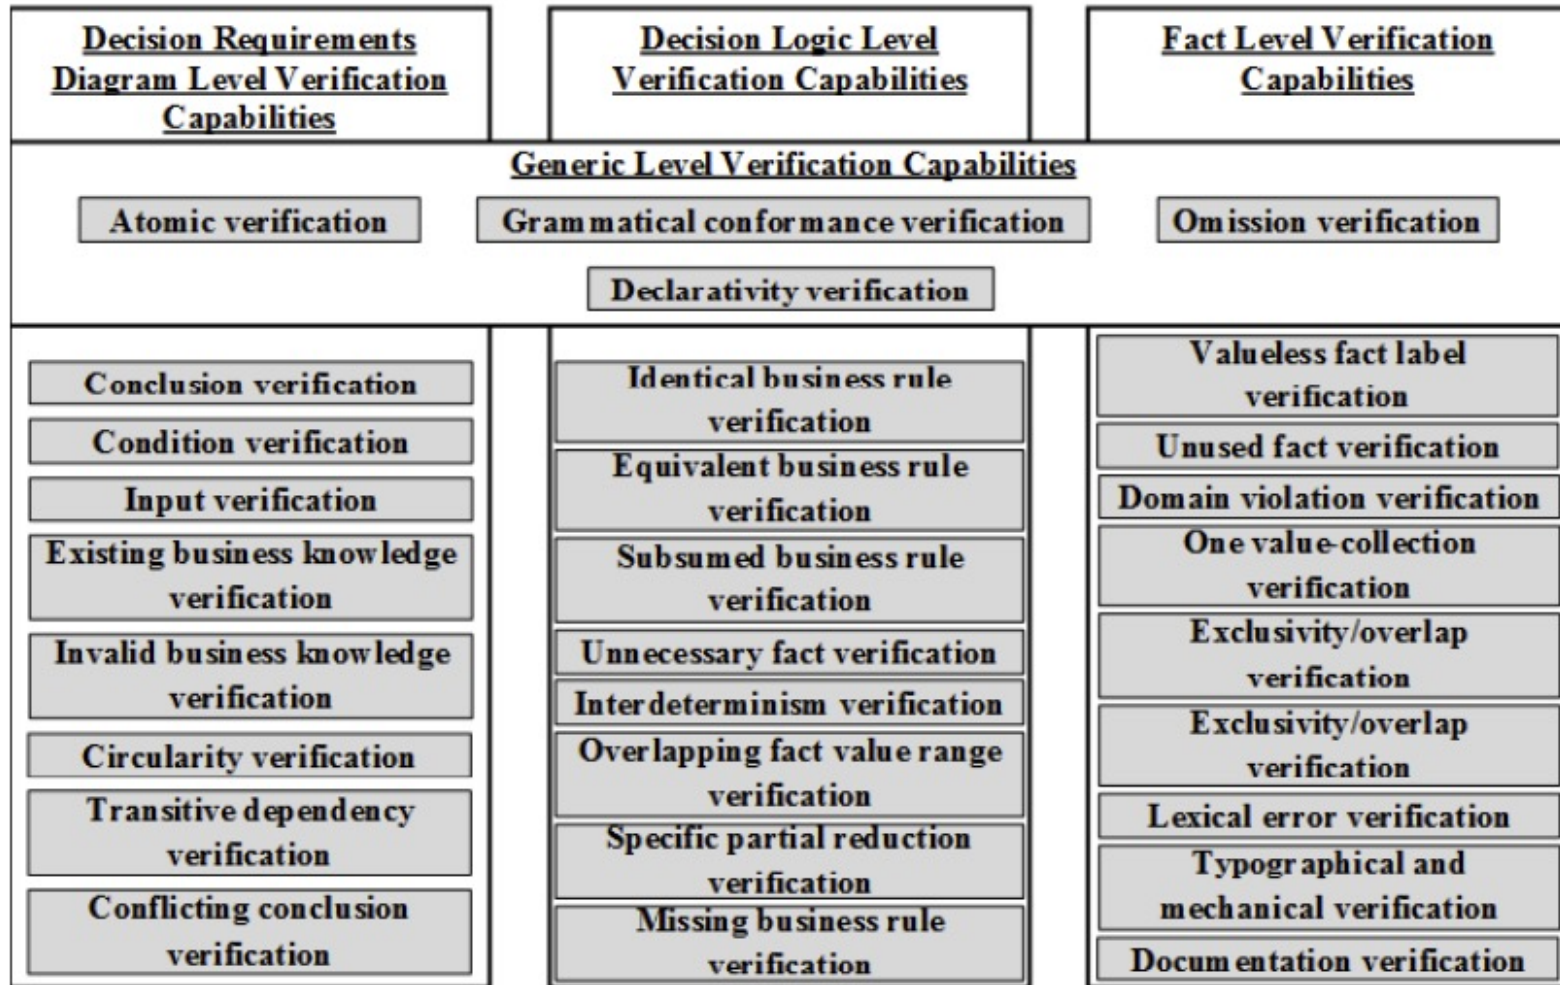 Decision Requirements
Diagram Level Verification
Capabilities
Decision Logic Level
Verification Capabilities
Fact Level Verification
Capabilities
Generic Level Verification Capabilities
Atomic verification
Grammatical conformance verification
Omission verification
Declarativity verification
Conclusion verification
Condition verification
Input verification
Existing business knowledge
verification
Invalid business knowledge
verification
Circularity verification
Transitive dependency
verification
Conflicting conclusion
verification
Identical business rule
verification
Equivalent business rule
verification
Subsumed business rule
verification
Unnecessary fact verification
Interdeterminism verification
Overlapping fact value range
verification
Specific partial reduction
verification
Missing business rule
verification
Valueless fact label
verification
Unused fact verification
Domain violation verification
One value-collection
verification
Exclusivity/overlap
verification
Exclusivity/overlap
verification
Lexical error verification
Typographical and
mechanical verification
Documentation verification